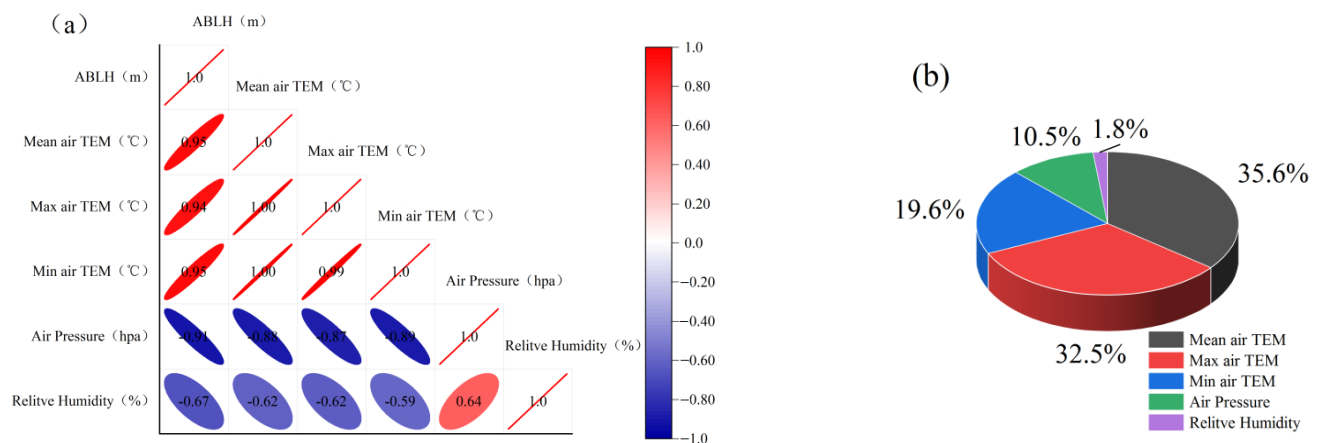 (a)
ABLH（m）
ABLH（m） 1.0 Mean air TEM（℃）
Mean air TEM（℃） 0.95 1.0 Max air TEM（℃）
Max air TEM（℃） 0.94 1.00 1.0 Min air TEM（℃）
Min air TEM（℃） 0.95 1.00 0.99 1.0 Air Pressure（hpa）
Air Pressure（hpa） -0.91 -0.88 -0.87 -0.89 1.0 Relitve Humidity（%）
Relitve Humidity（%） -0.67 -0.62 -0.62 -0.59 0.64 1.0
1.0
0.80
0.60
0.40
0.20
0.0
−0.20
−0.40
−0.60
−0.80
−1.0
(b)
1.8%
10.5%
35.6%
19.6%
32.5%
Mean air TEM
Max air TEM
Min air TEM
Air Pressure
Relitve Humidity